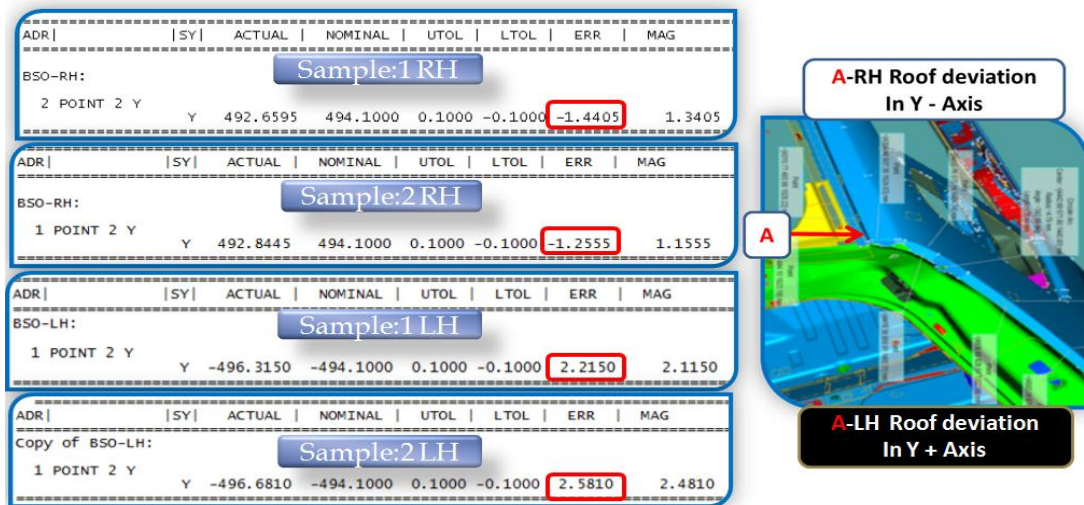 ADR| |SY| ACTUAL | NOMINAL | UTOL | LTOL | ERR | MAG
BSO-RH:
Sample:1 RH
2 POINT 2 Y
Y 492.6595 494.1000 0.1000 -0.1000 -1.4405 1.3405
ADR| |SY| ACTUAL | NOMINAL | UTOL | LTOL | ERR | MAG
BSO-RH:
Sample:2 RH
1 POINT 2 Y
Y 492.8445 494.1000 0.1000 -0.1000 -1.2555 1.1555
ADR| |SY| ACTUAL | NOMINAL | UTOL | LTOL | ERR | MAG
BSO-LH:
Sample:1 LH
1 POINT 2 Y
Y -496.3150 -494.1000 0.1000 -0.1000 2.2150 2.1150
ADR| |SY| ACTUAL | NOMINAL | UTOL | LTOL | ERR | MAG
Copy of BSO-LH:
Sample:2 LH
1 POINT 2 Y
Y -496.6810 -494.1000 0.1000 -0.1000 2.5810 2.4810
A-RH Roof deviation
In Y - Axis
A
A-LH Roof deviation
In Y + Axis